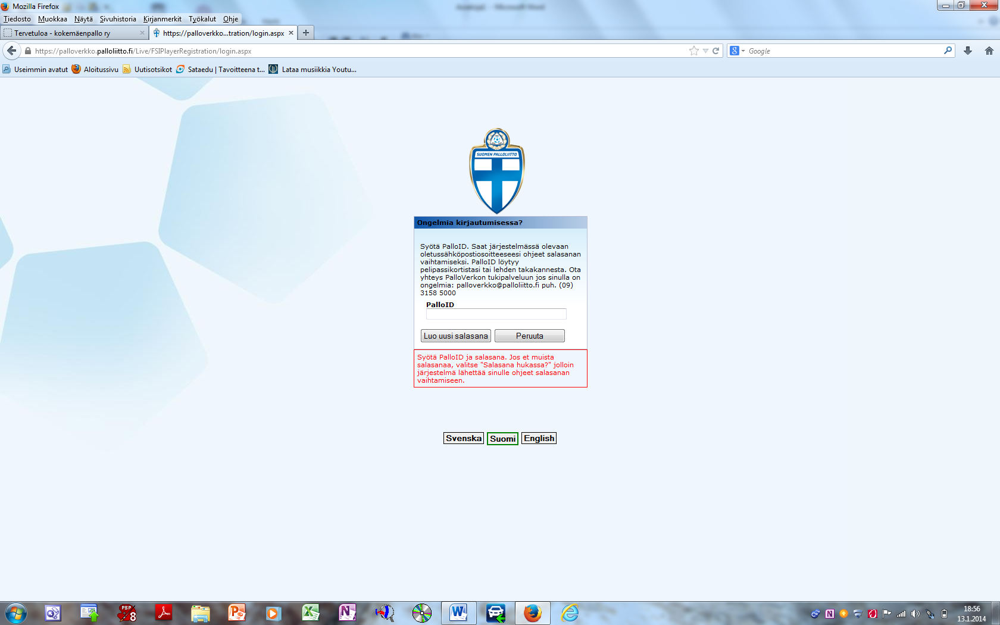 Mozilla Firefox
Tiedosto Muokkaa Näytä Sivuhistoria Kirjanmerkit Työkalut Ohje
Tervetuloa - kokemäenpallo ry
https://palloverkko...tration/login.aspx
https://palloverkko.palloliitto.fi/Live/FSIPlayerRegistration/login.aspx
Google
Useimmin avatut Aloitussivu Uutisotsikot Sataedu | Tavoitteena t... Lataa musiikkia Youtu...
SUOMEN PALLOLIITTO
Ongelmia kirjautumisessa?
Syötä PalloID. Saat järjestelmässä olevaan
oletussähköpostiosoitteeseesi ohjeet salasanan
vaihtamiseksi. PalloID löytyy
pelipassikortistasi tai lehden takakannesta. Ota
yhteys PalloVerkon tukipalveluun jos sinulla on
ongelmia: palloverkko@palloliitto.fi puh. (09)
3158 5000
PalloID
Luo uusi salasana Peruuta
Syötä PalloID ja salasana. Jos et muista
salasanaa, valitse "Salasana hukassa?" jolloin
järjestelmä lähettää sinulle ohjeet salasanan
vaihtamiseen.
Svenska Suomi English
PSP 8
18:56
13.1.2014